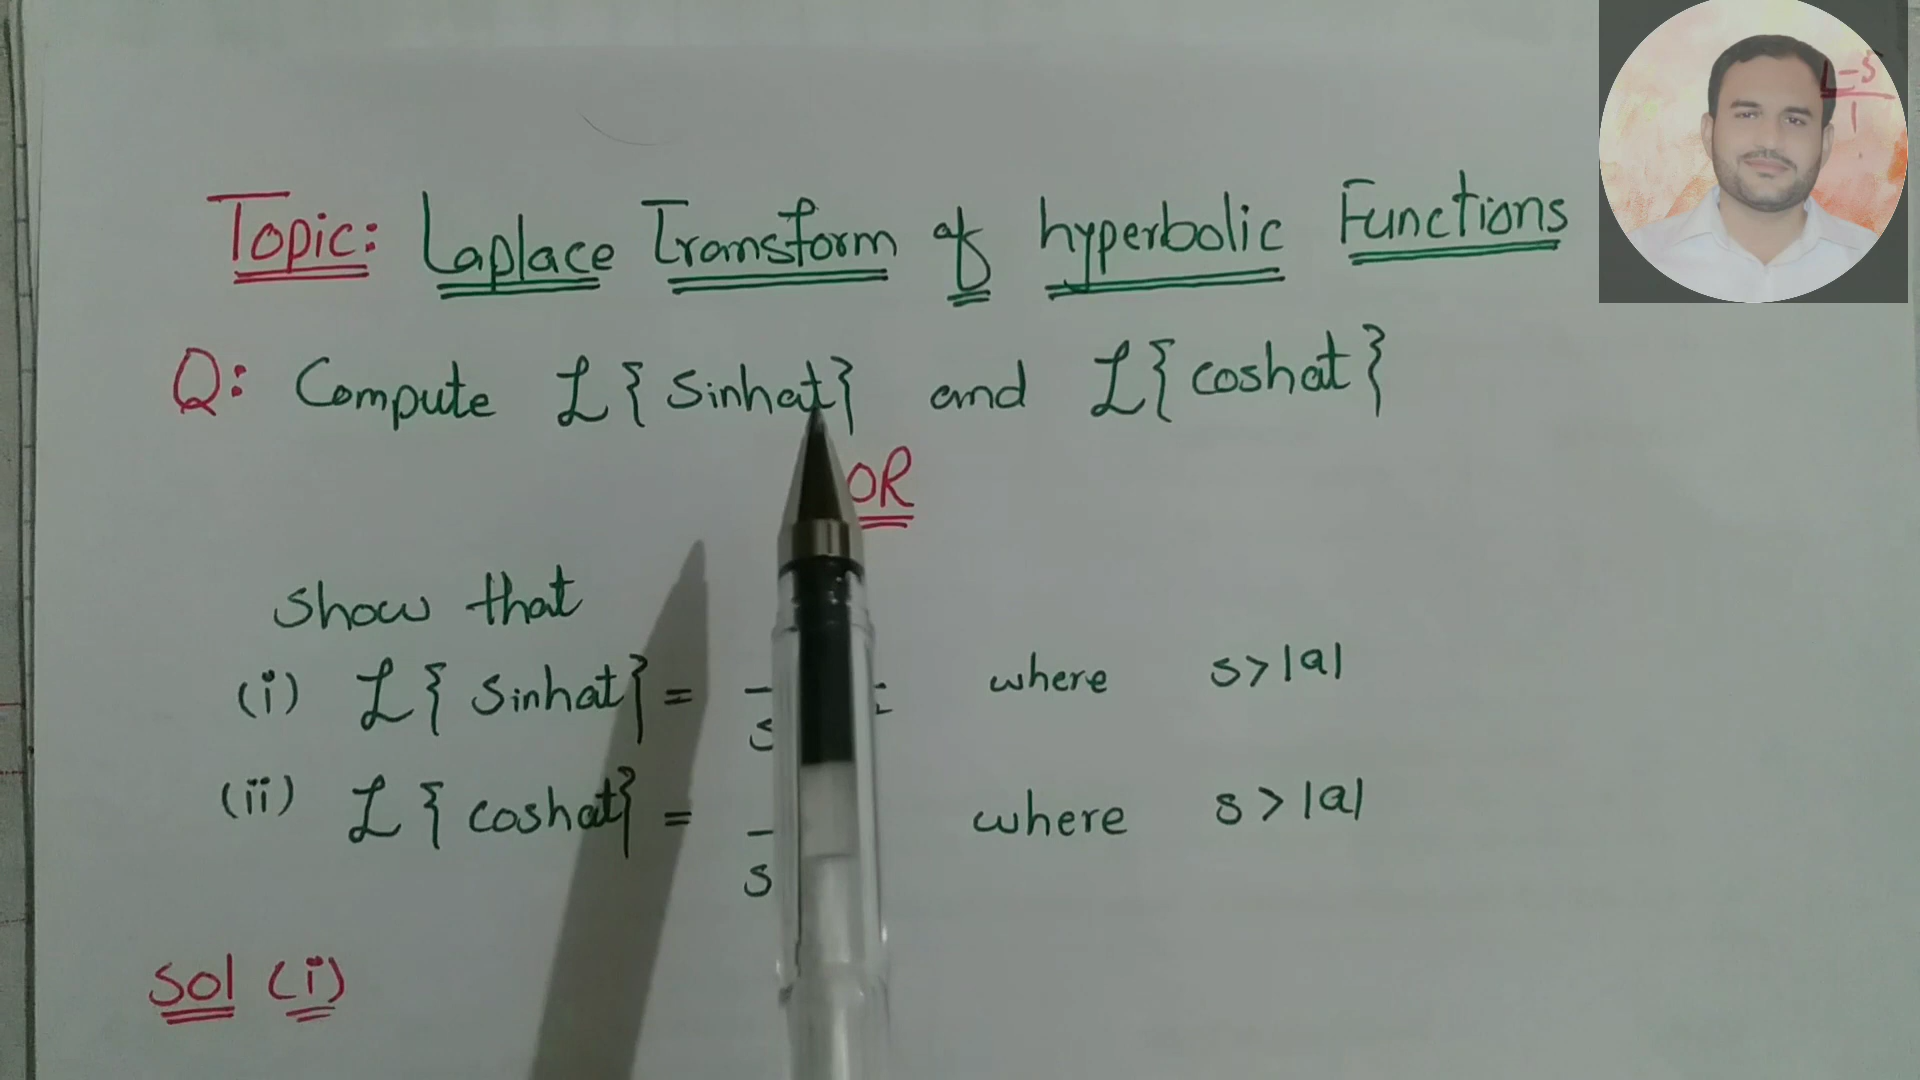 Topic: Laplace Transform of hyperbolic Functions
Q: Compute ℒ{sinhat} and ℒ{coshat}
OR
Show that
(i) ℒ{sinhat} = where s>|a|
(ii) ℒ{coshat} = s where s>|a|
Sol (i)